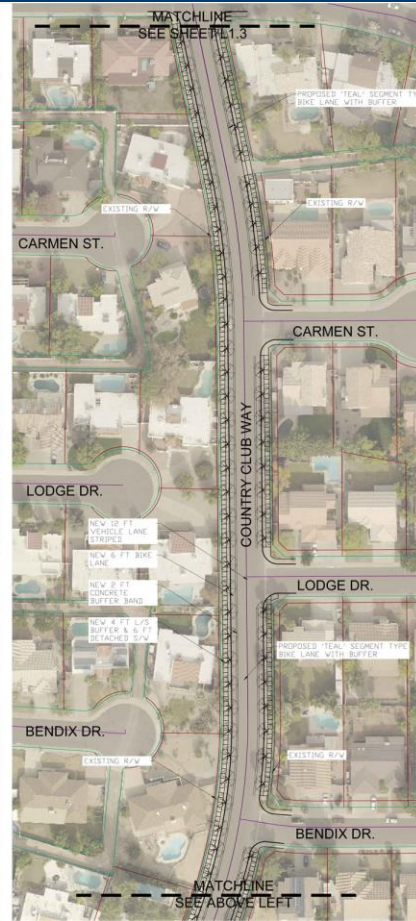 MATCHLINE
SEE SHEET L1.3
PROPOSED 'TEAL' SEGMENT TYPE
BIKE LANE WITH BUFFER
EXISTING R/W
EXISTING R/W
CARMEN ST.
CARMEN ST.
COUNTRY CLUB WAY
LODGE DR.
NEW 12 FT
VEHICLE LANE
STRIPED
NEW 6 FT BIKE
LANE
NEW 2 FT
CONCRETE
BUFFER BAND
NEW 4 FT L/S
BUFFER & 6 FT
DETACHED S/W
LODGE DR.
PROPOSED 'TEAL' SEGMENT TYPE
BIKE LANE WITH BUFFER
BENDIX DR.
EXISTING R/W
EXISTING R/W
BENDIX DR.
MATCHLINE
SEE ABOVE LEFT